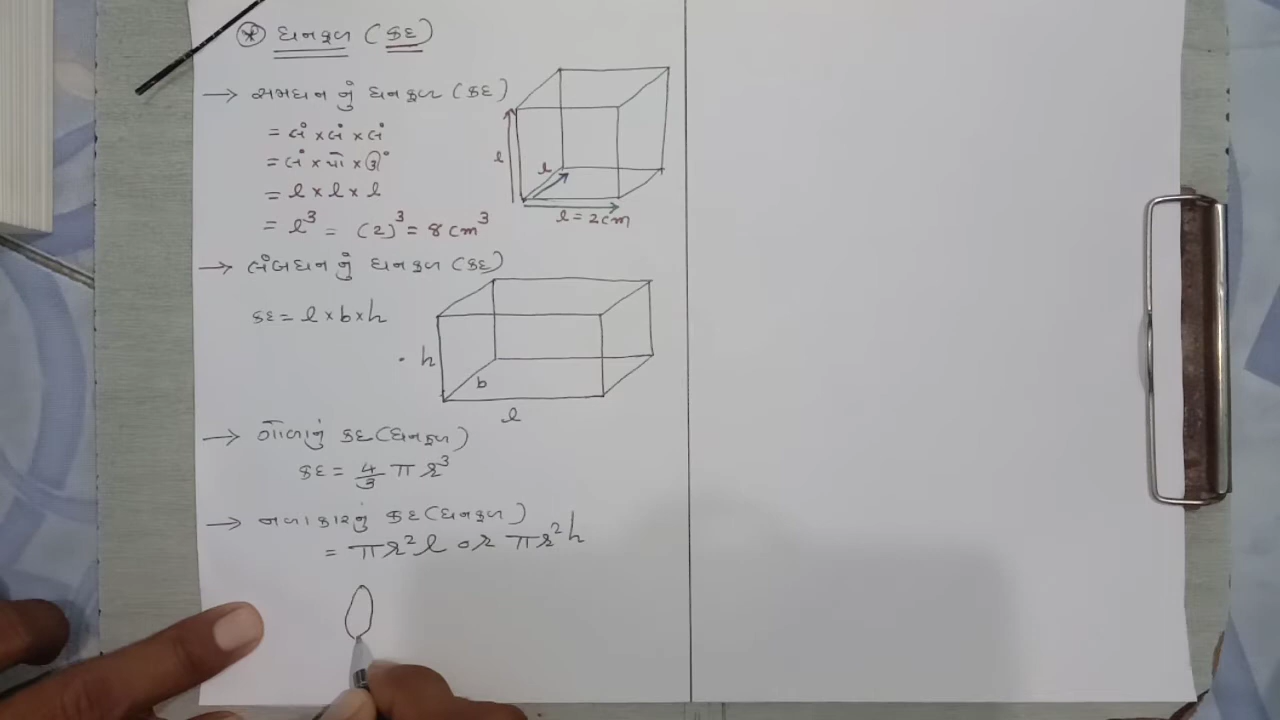 * ઘનફળ (કદ)
→ સમઘન નું ઘનફળ (કદ)
= લં × લં × લં
= લં × પો × ઊં
= l × l × l
= l³ = (2)³ = 8 cm³
l
l
l = 2cm
→ લંબઘન નું ઘનફળ (કદ)
કદ = l × b × h
h
b
l
→ ગોલાનું કદ (ઘનફળ)
કદ = 4/3 π r³
→ નળાકારનું કદ (ઘનફળ)
= πr²l or πr²h